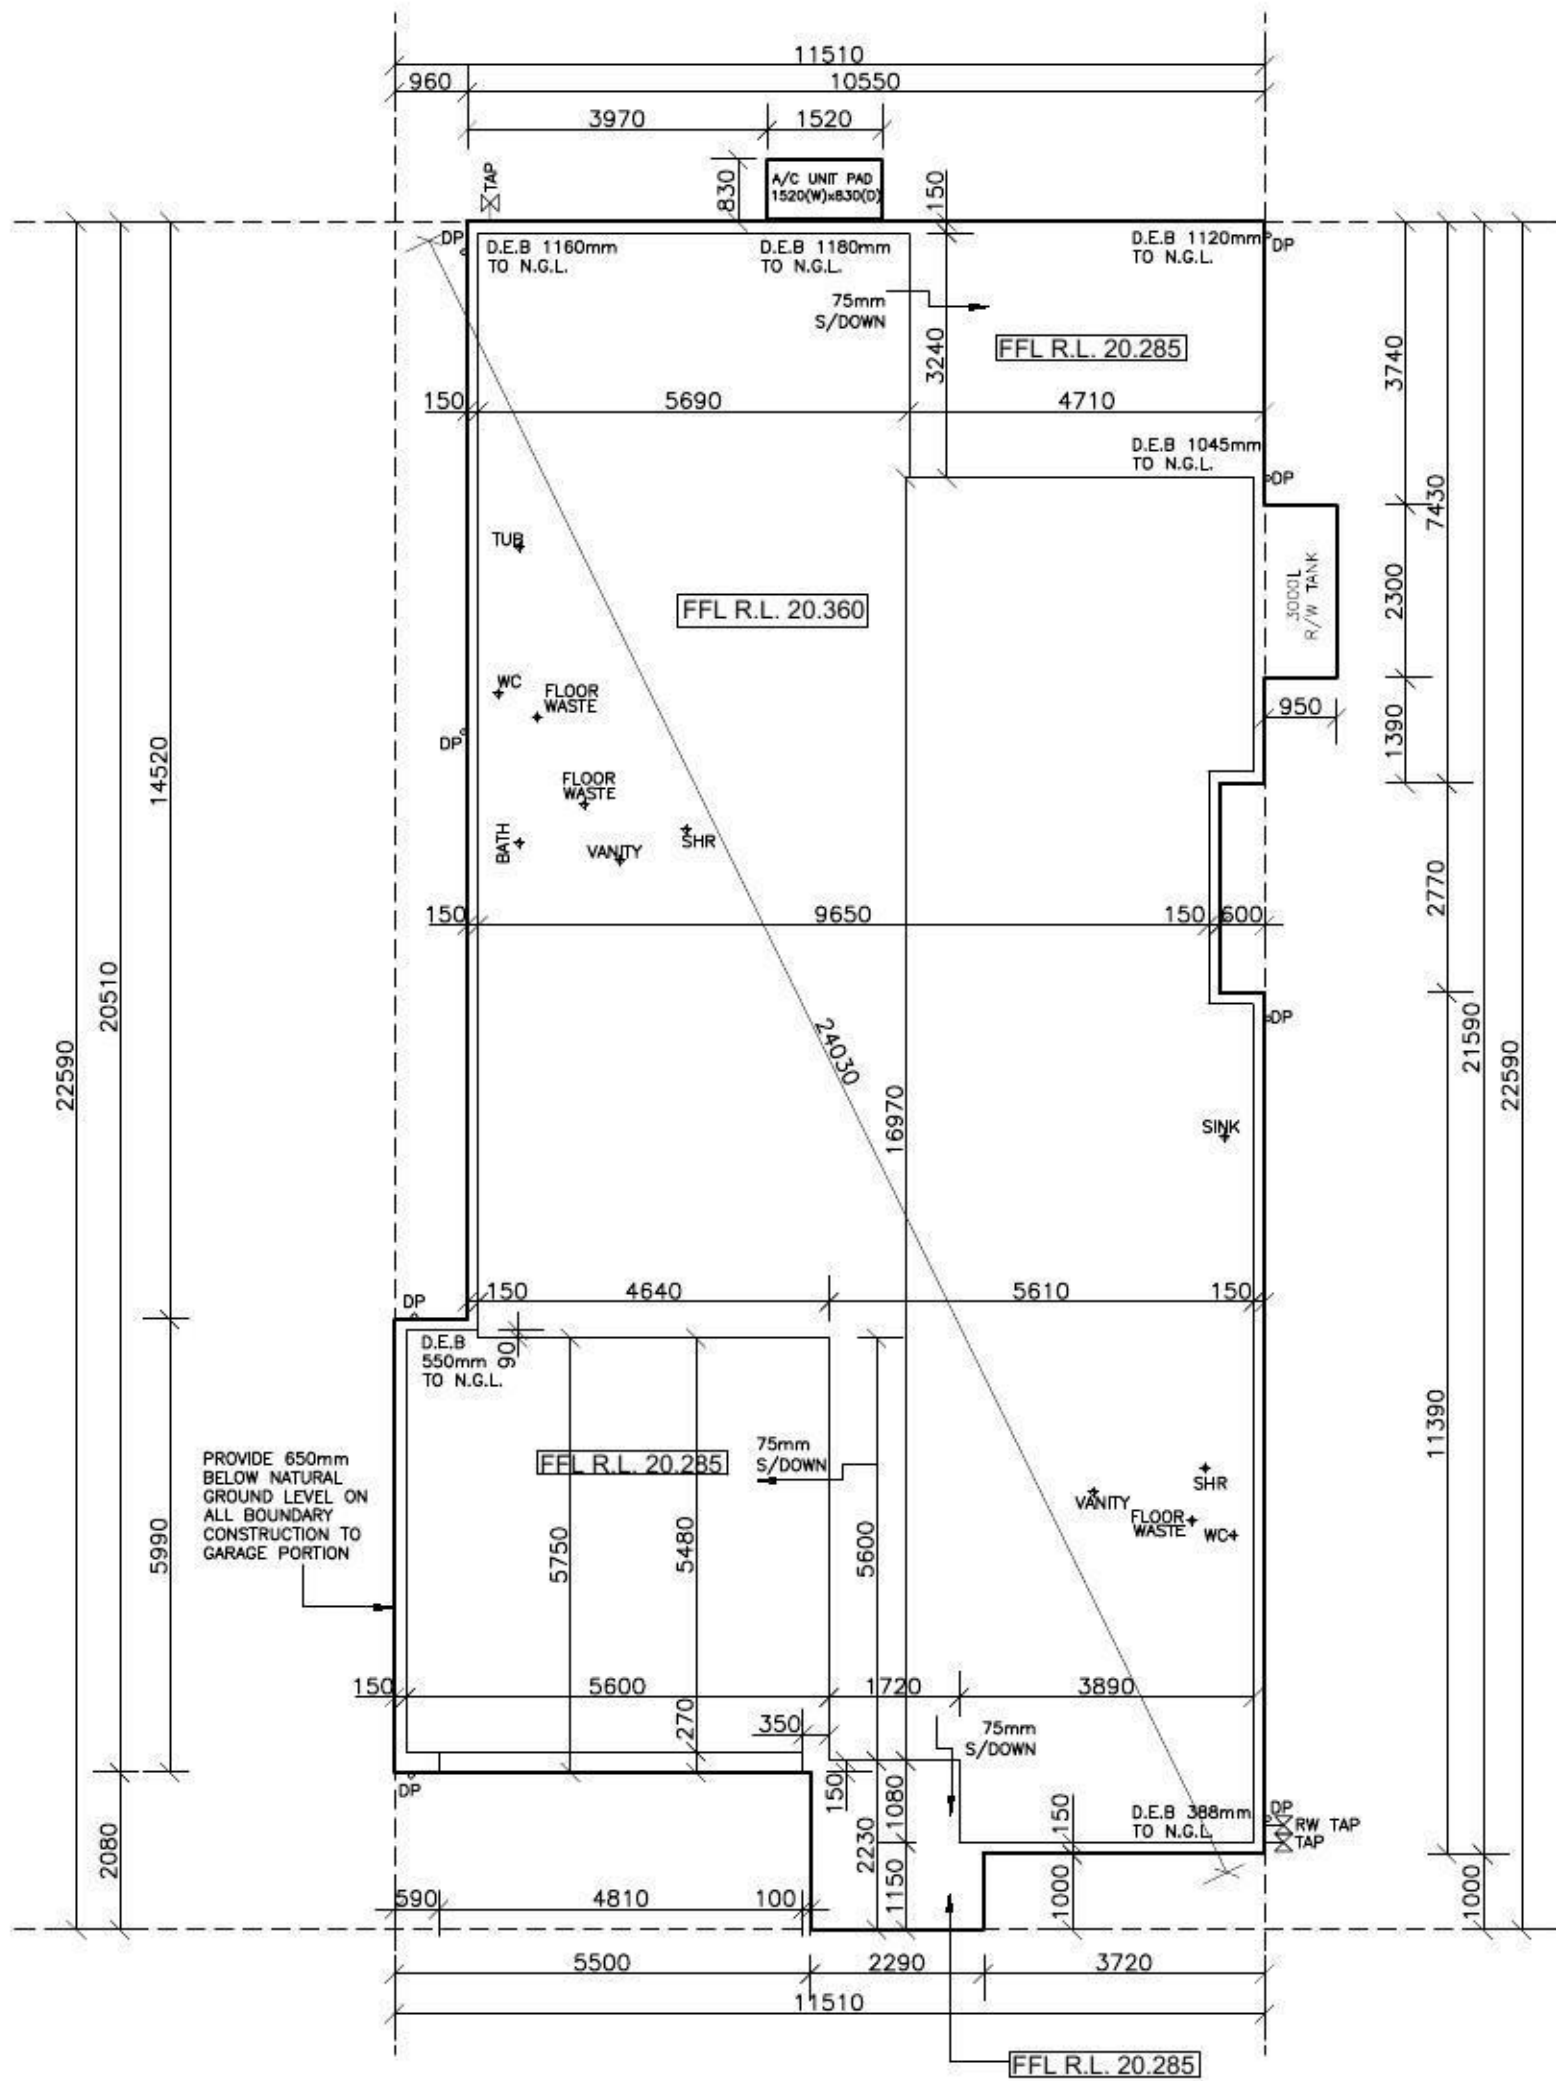 11510
960
10550
3970
1520
TAP
830
A/C UNIT PAD
1520(W)x830(D)
150
DP
D.E.B 1160mm
TO N.G.L.
D.E.B 1180mm
TO N.G.L.
D.E.B 1120mm
TO N.G.L.
DP
75mm
S/DOWN
FFL R.L. 20.285
3240
3740
150
5690
4710
D.E.B 1045mm
TO N.G.L.
DP
7430
TUB
FFL R.L. 20.360
3000L
R/W TANK
2300
WC
FLOOR
WASTE
950
1390
DP
14520
FLOOR
WASTE
BATH
VANITY
SHR
2770
150
9650
150
600
20510
DP
24030
21590
22590
22590
16970
SINK
150
4640
5610
150
DP
D.E.B
550mm
TO N.G.L.
90
11390
PROVIDE 650mm
BELOW NATURAL
GROUND LEVEL ON
ALL BOUNDARY
CONSTRUCTION TO
GARAGE PORTION
FFL R.L. 20.285
75mm
S/DOWN
SHR
VANITY
FLOOR
WASTE
WC
5990
5750
5480
5600
150
5600
1720
3890
270
350
75mm
S/DOWN
DP
150
1080
D.E.B 388mm
TO N.G.L.
150
DP
RW TAP
TAP
2080
2230
1150
1000
1000
590
4810
100
5500
2290
3720
11510
FFL R.L. 20.285